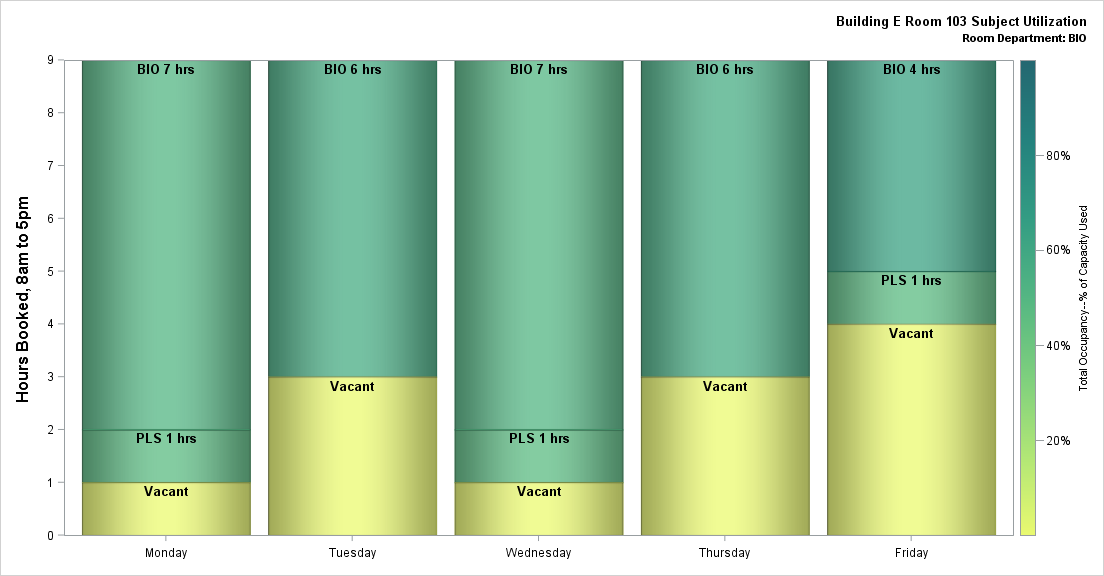 Building E Room 103 Subject Utilization
Room Department: BIO
Hours Booked, 8am to 5pm
9
8
7
6
5
4
3
2
1
0
BIO 7 hrs
PLS 1 hrs
Vacant
BIO 6 hrs
Vacant
BIO 7 hrs
PLS 1 hrs
Vacant
BIO 6 hrs
Vacant
BIO 4 hrs
PLS 1 hrs
Vacant
Monday
Tuesday
Wednesday
Thursday
Friday
80%
60%
40%
20%
Total Occupancy--% of Capacity Used